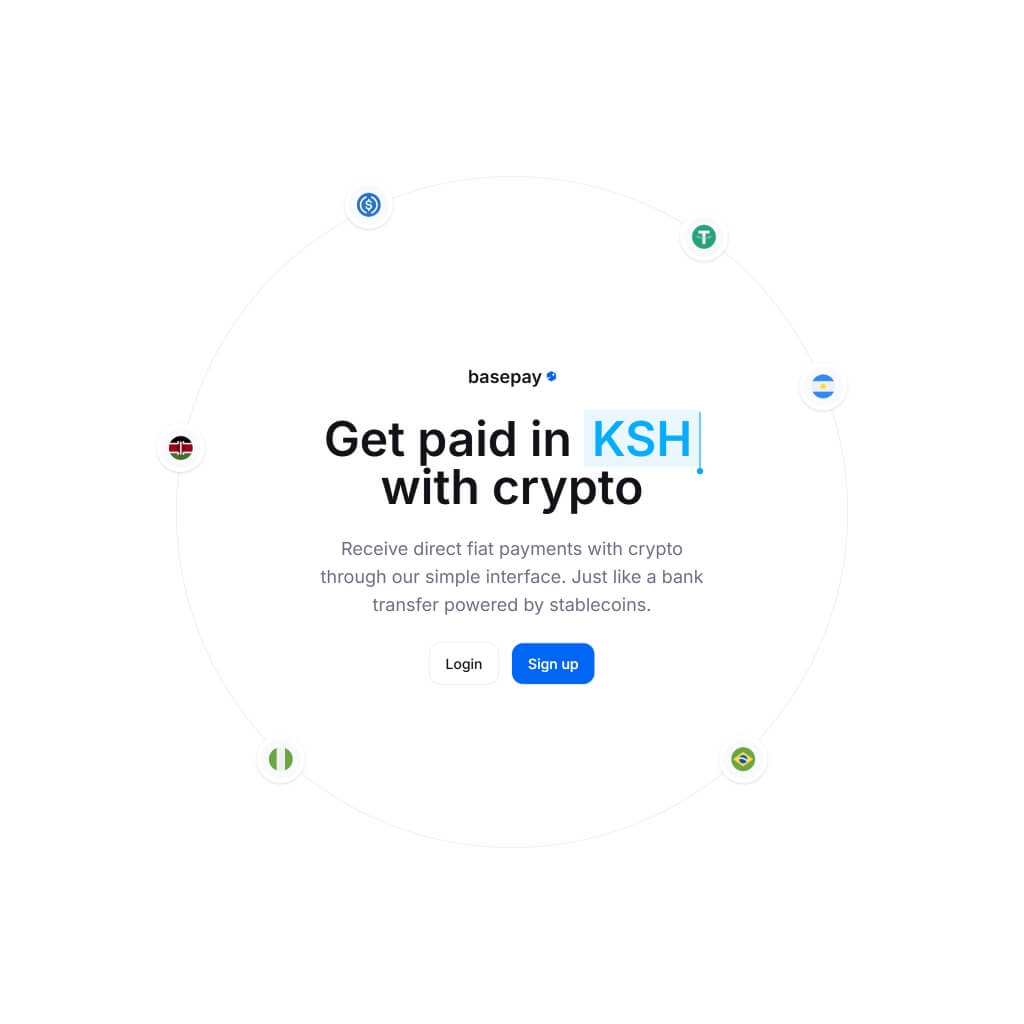 basepay
Get paid in KSH
with crypto
Receive direct fiat payments with crypto
through our simple interface. Just like a bank
transfer powered by stablecoins.
Login Sign up